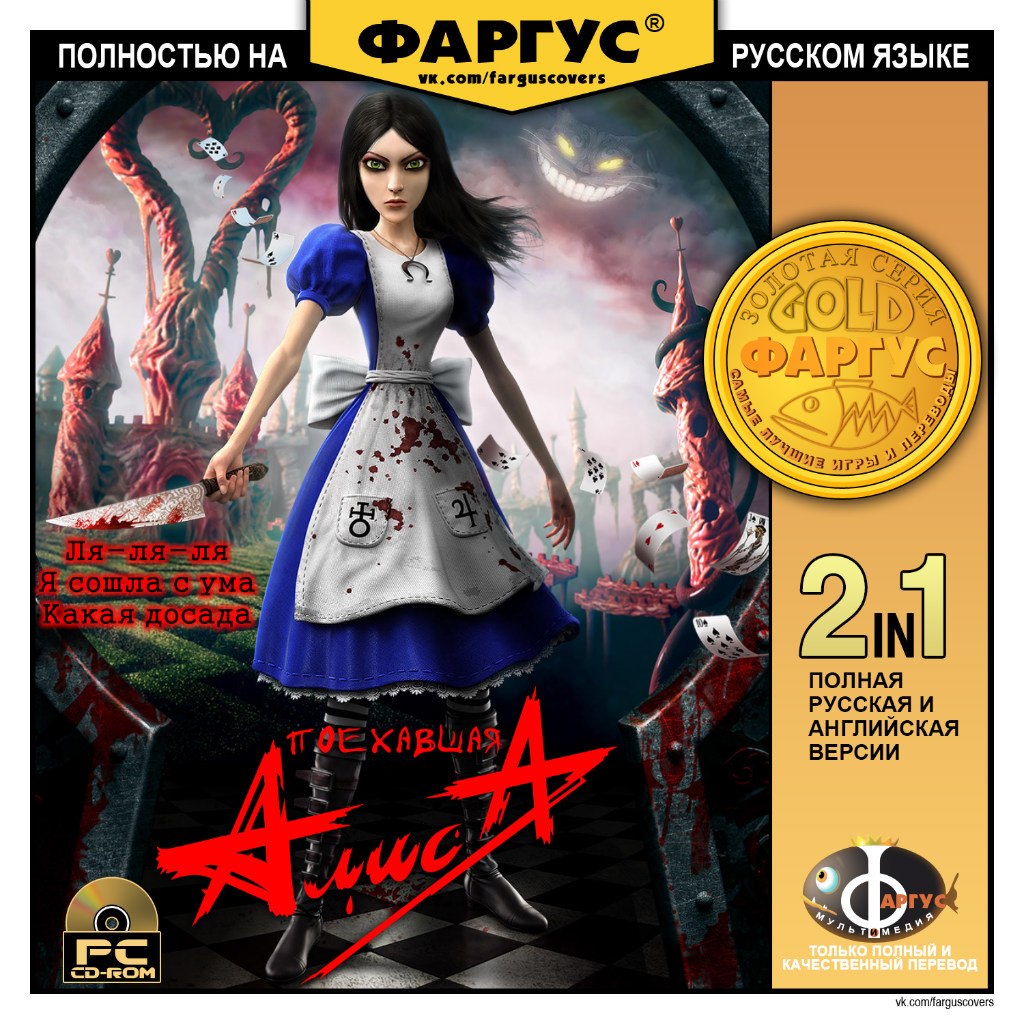 ПОЛНОСТЬЮ НА
ФАРГУС®
РУССКОМ ЯЗЫКЕ
vk.com/farguscovers
ЗОЛОТАЯ СЕРИЯ
GOLD
ФАРГУС
САМЫЕ ЛУЧШИЕ ИГРЫ И ПЕРЕВОДЫ
Ля-ля-ля
Я сошла с ума
Какая досада
2IN1
ПОЛНАЯ
РУССКАЯ И
АНГЛИЙСКАЯ
ВЕРСИИ
ПОЕХАВШАЯ
АлисА
ФАРГУС
МУЛЬТИМЕДИЯ
ТОЛЬКО ПОЛНЫЙ И
КАЧЕСТВЕННЫЙ ПЕРЕВОД
PC
CD-ROM
vk.com/farguscovers